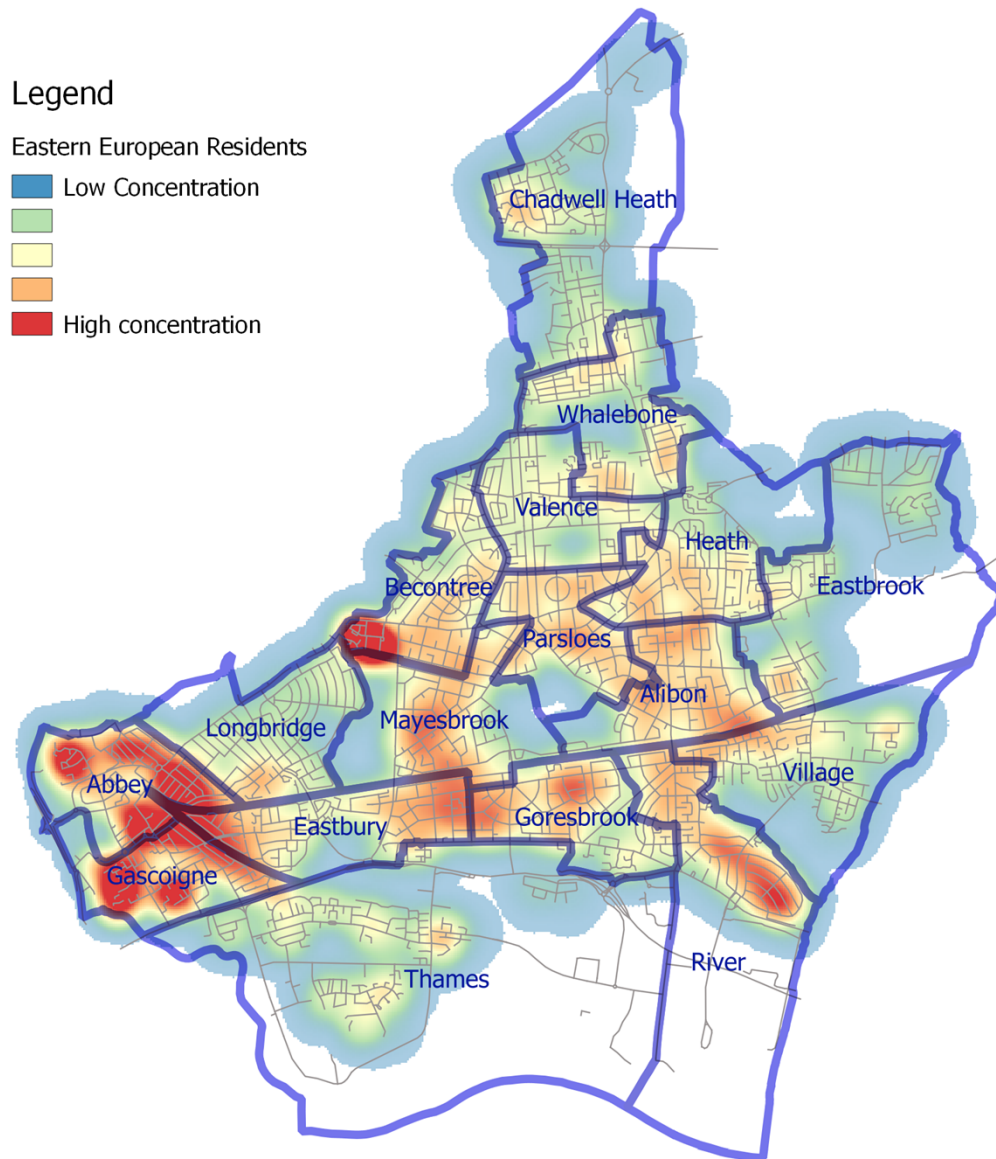 Legend
Eastern European Residents
Low Concentration
High concentration
Chadwell Heath
Whalebone
Valence
Heath
Eastbrook
Becontree
Parsloes
Alibon
Longbridge
Mayesbrook
Village
Abbey
Eastbury
Goresbrook
Gascoigne
River
Thames